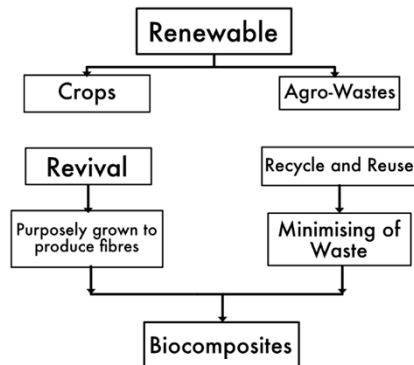 Renewable
Crops
Agro-Wastes
Revival
Recycle and Reuse
Purposely grown to
produce fibres
Minimising of
Waste
Biocomposites